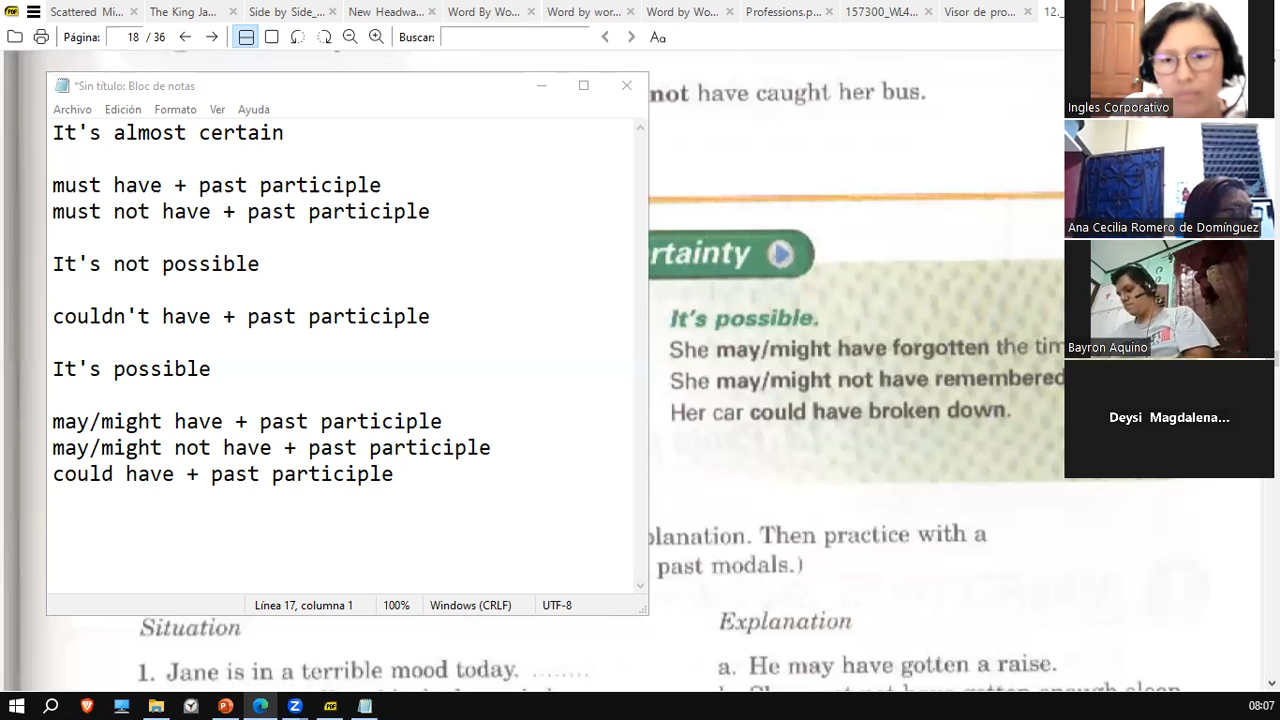 Scattered Mi...
The King Ja...
Side by Side_...
New Headwa...
Word By Wo...
Word by wor...
Word by Wo...
Professions.p...
157300_WL4...
Visor de pro...
12._
Página: 18 / 36
Buscar:
Aa
*Sin título: Bloc de notas
Archivo Edición Formato Ver Ayuda
It's almost certain
must have + past participle
must not have + past participle
It's not possible
couldn't have + past participle
It's possible
may/might have + past participle
may/might not have + past participle
could have + past participle
Línea 17, columna 1 100% Windows (CRLF) UTF-8
not have caught her bus.
rtainty
It's possible.
She may/might have forgotten the tim
She may/might not have remembered
Her car could have broken down.
planation. Then practice with a
past modals.)
Situation
Explanation
1. Jane is in a terrible mood today. ........
a. He may have gotten a raise.
Ingles Corporativo
Ana Cecilia Romero de Domínguez
Bayron Aquino
Deysi Magdalena...
08:07